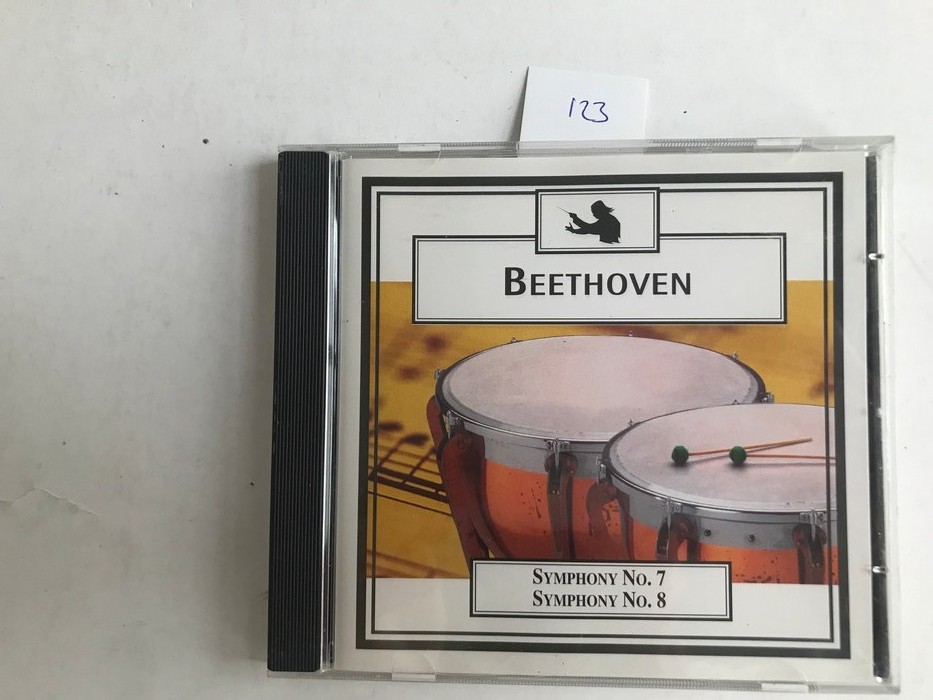 123
BEETHOVEN
SYMPHONY NO. 7
SYMPHONY NO. 8